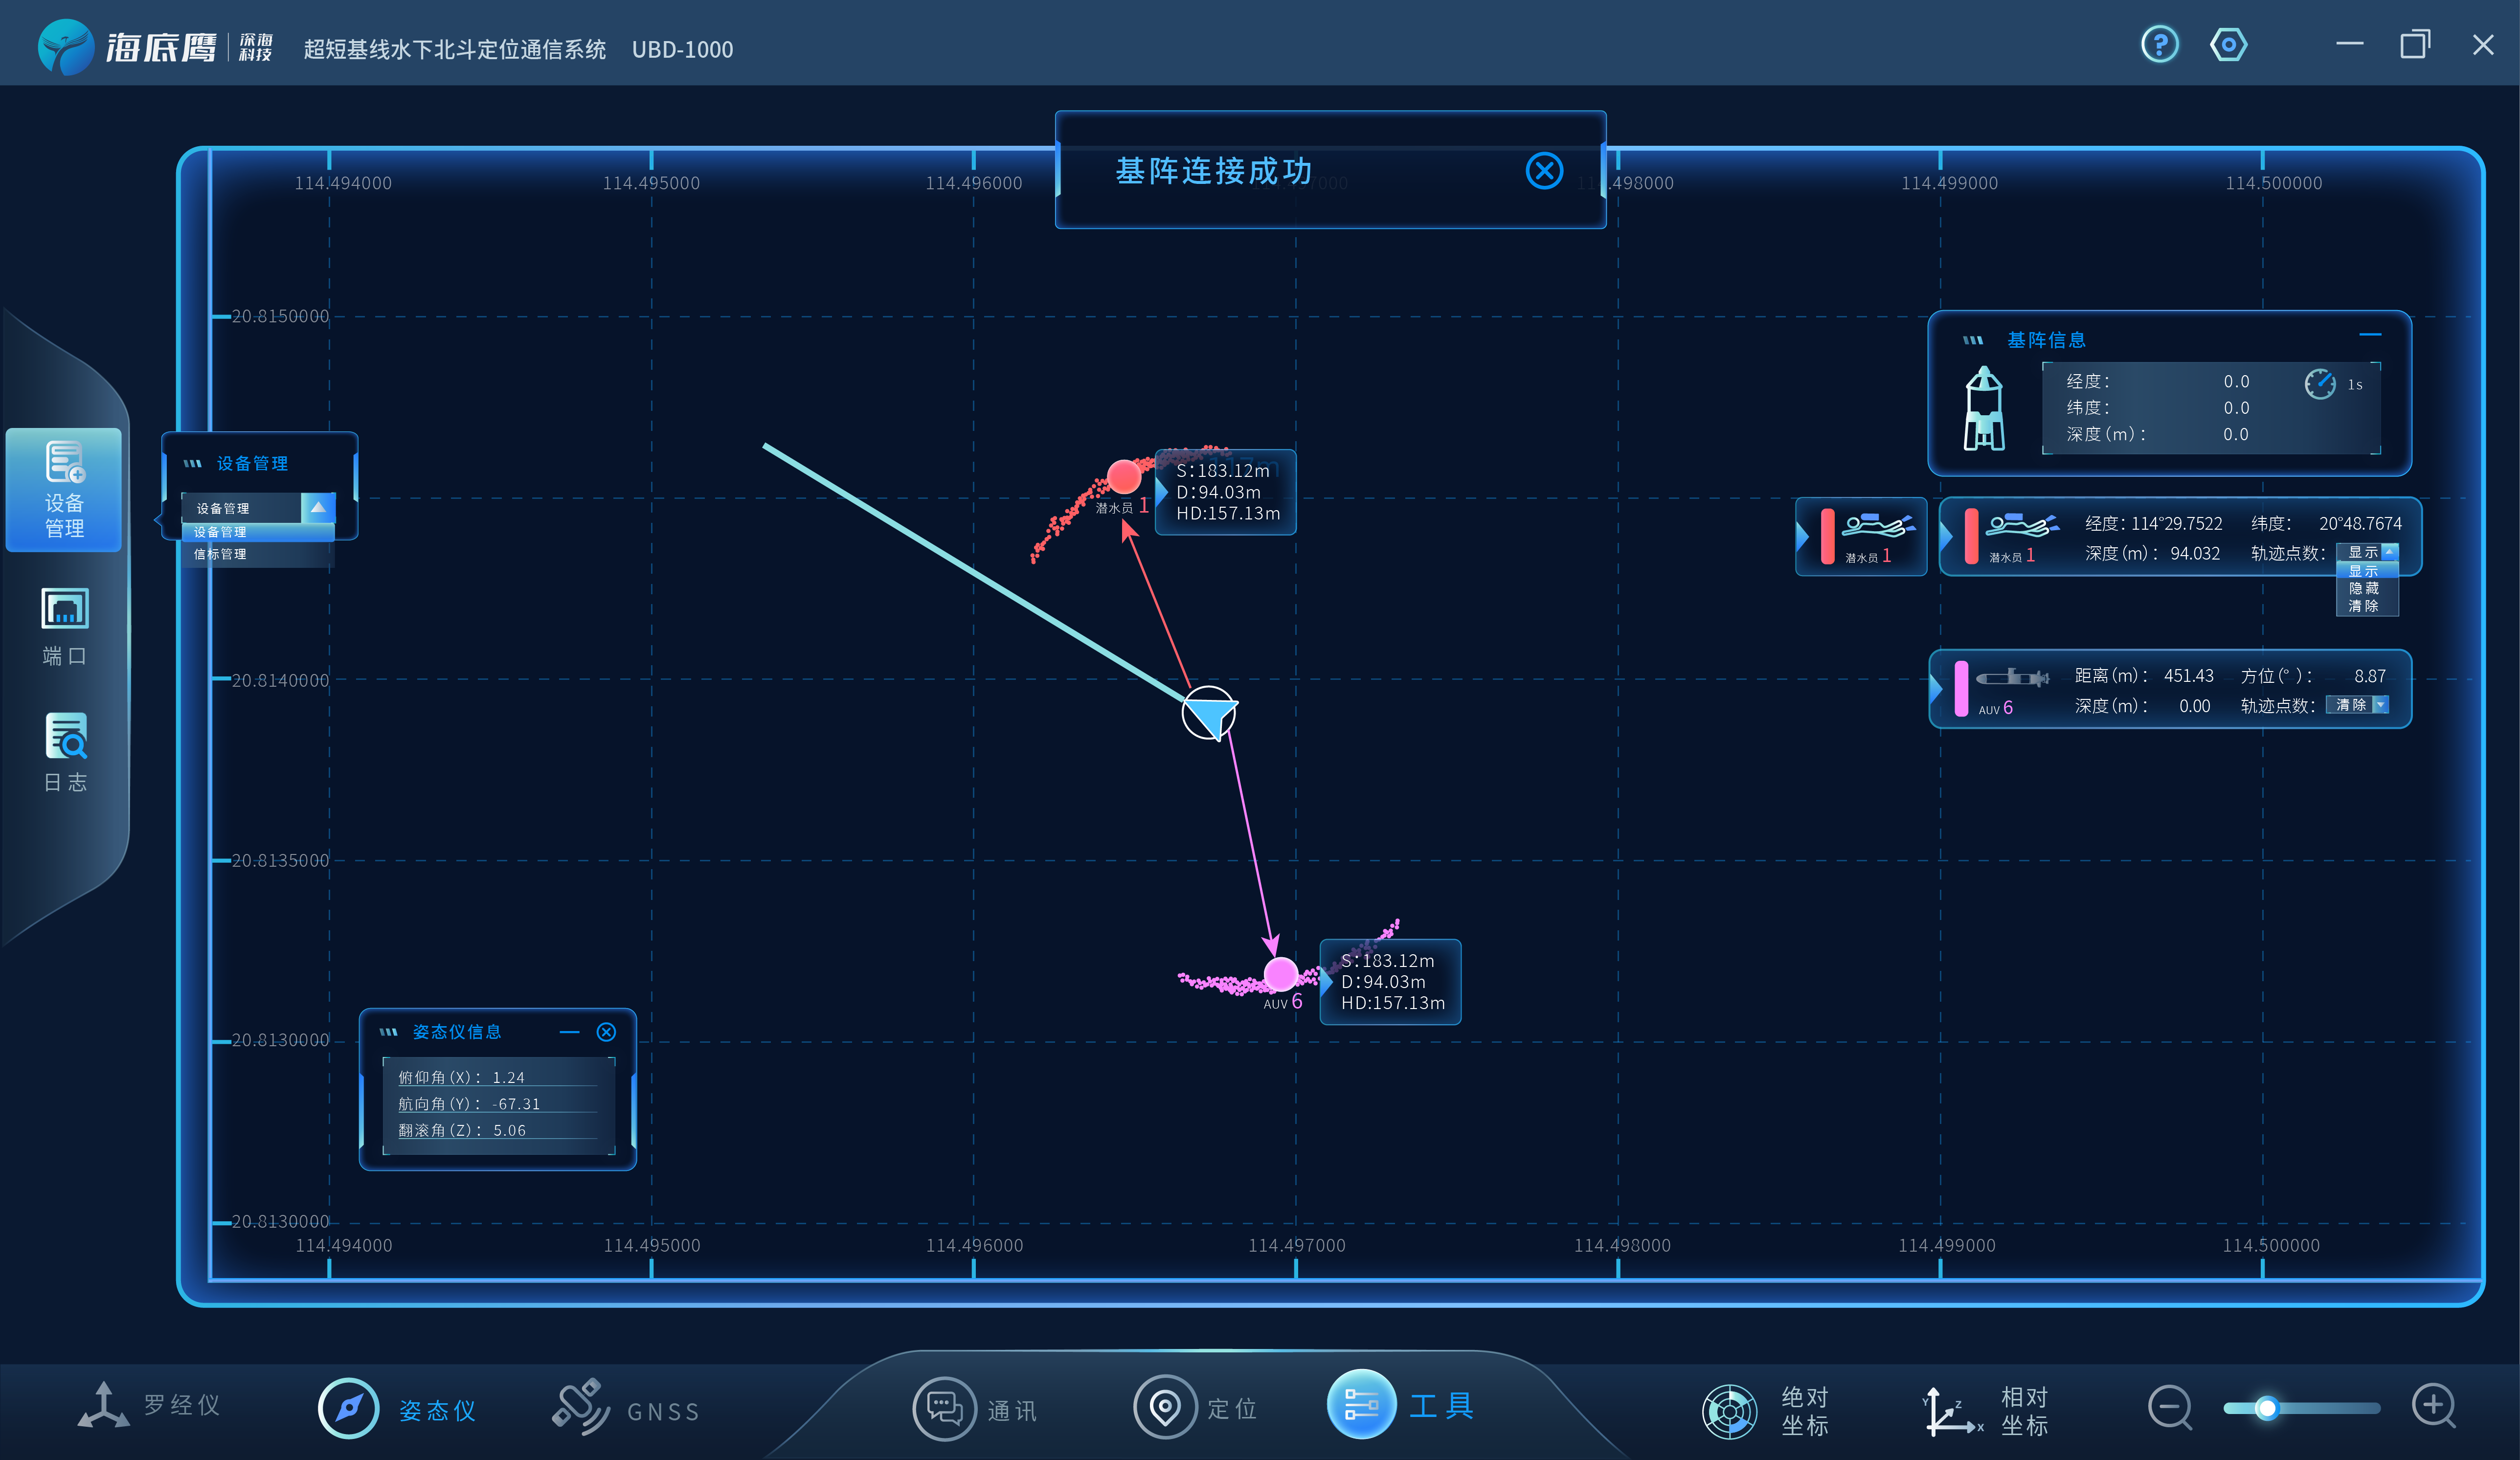 海底鹰 深海科技 超短基线水下北斗定位通信系统 UBD-1000
基阵连接成功
114.494000 114.495000 114.496000 .498000 114.499000 114.500000
20.8150000
20.8140000
20.8135000
20.8130000
20.8130000
114.494000 114.495000 114.496000 114.497000 114.498000 114.499000 114.500000
设备管理
端口
日志
设备管理
设备管理
设备管理
信标管理
潜水员 1
S:183.12m
D:94.03m
HD:157.13m
AUV 6
S:183.12m
D:94.03m
HD:157.13m
基阵信息
经度: 0.0 1s
纬度: 0.0
深度(m): 0.0
潜水员 1
潜水员 1
经度:114°29.7522 纬度: 20°48.7674
深度(m): 94.032 轨迹点数: 显示
显示
隐藏
清除
AUV 6
距离(m): 451.43 方位(°): 8.87
深度(m): 0.00 轨迹点数: 清除
姿态仪信息
俯仰角(X): 1.24
航向角(Y): -67.31
翻滚角(Z): 5.06
罗经仪 姿态仪 GNSS 通讯 定位 工具
绝对
坐标
Y Z X
相对
坐标